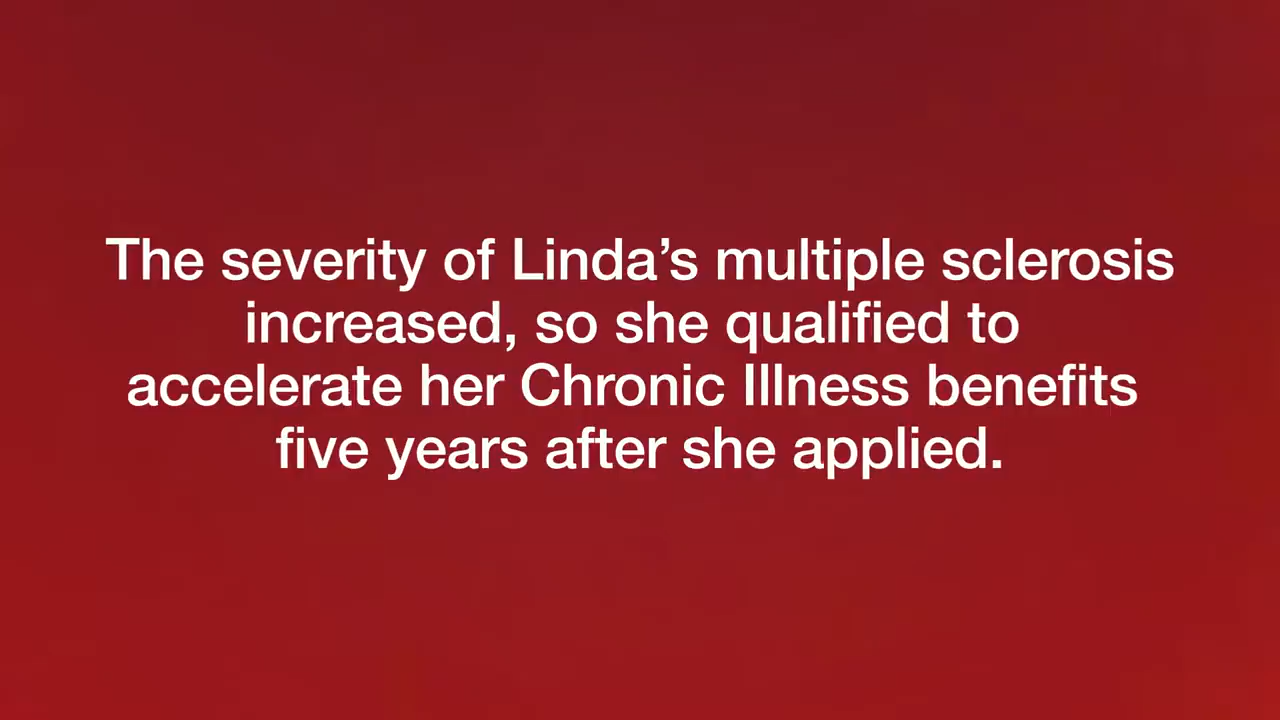 The severity of Linda’s multiple sclerosis
increased, so she qualified to
accelerate her Chronic Illness benefits
five years after she applied.